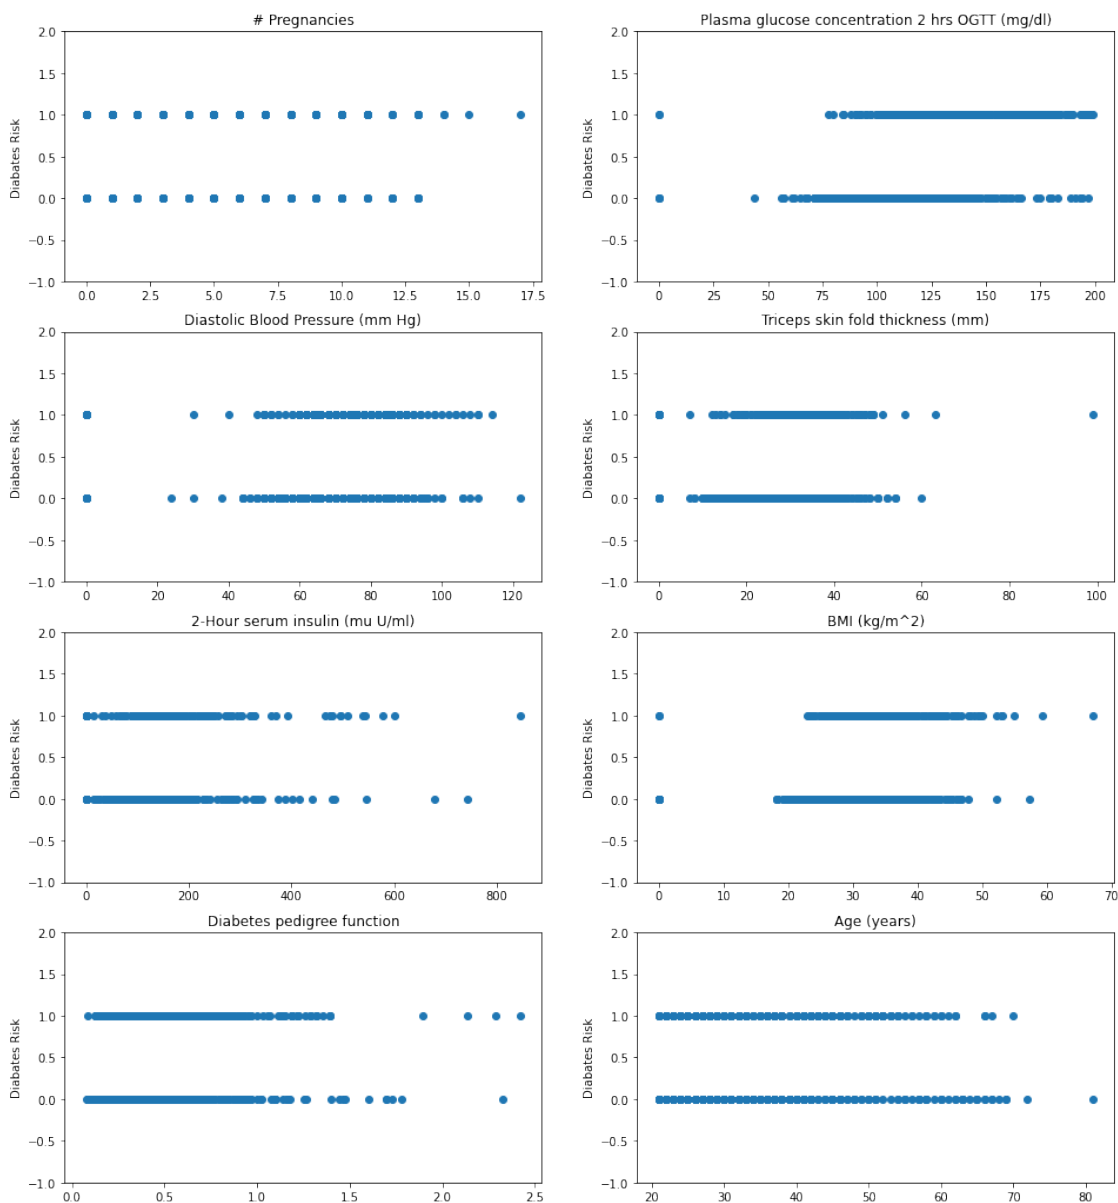 # Pregnancies
Plasma glucose concentration 2 hrs OGTT (mg/dl)
2.0
1.5
1.0
0.5
0.0
−0.5
−1.0
Diabates Risk
0.0 2.5 5.0 7.5 10.0 12.5 15.0 17.5
2.0
1.5
1.0
0.5
0.0
−0.5
−1.0
Diabates Risk
0 25 50 75 100 125 150 175 200
Diastolic Blood Pressure (mm Hg)
Triceps skin fold thickness (mm)
2.0
1.5
1.0
0.5
0.0
−0.5
−1.0
Diabates Risk
0 20 40 60 80 100 120
2.0
1.5
1.0
0.5
0.0
−0.5
−1.0
Diabates Risk
0 20 40 60 80 100
2-Hour serum insulin (mu U/ml)
BMI (kg/m^2)
2.0
1.5
1.0
0.5
0.0
−0.5
−1.0
Diabates Risk
0 200 400 600 800
2.0
1.5
1.0
0.5
0.0
−0.5
−1.0
Diabates Risk
0 10 20 30 40 50 60 70
Diabetes pedigree function
Age (years)
2.0
1.5
1.0
0.5
0.0
−0.5
−1.0
Diabates Risk
0.0 0.5 1.0 1.5 2.0 2.5
2.0
1.5
1.0
0.5
0.0
−0.5
−1.0
Diabates Risk
20 30 40 50 60 70 80